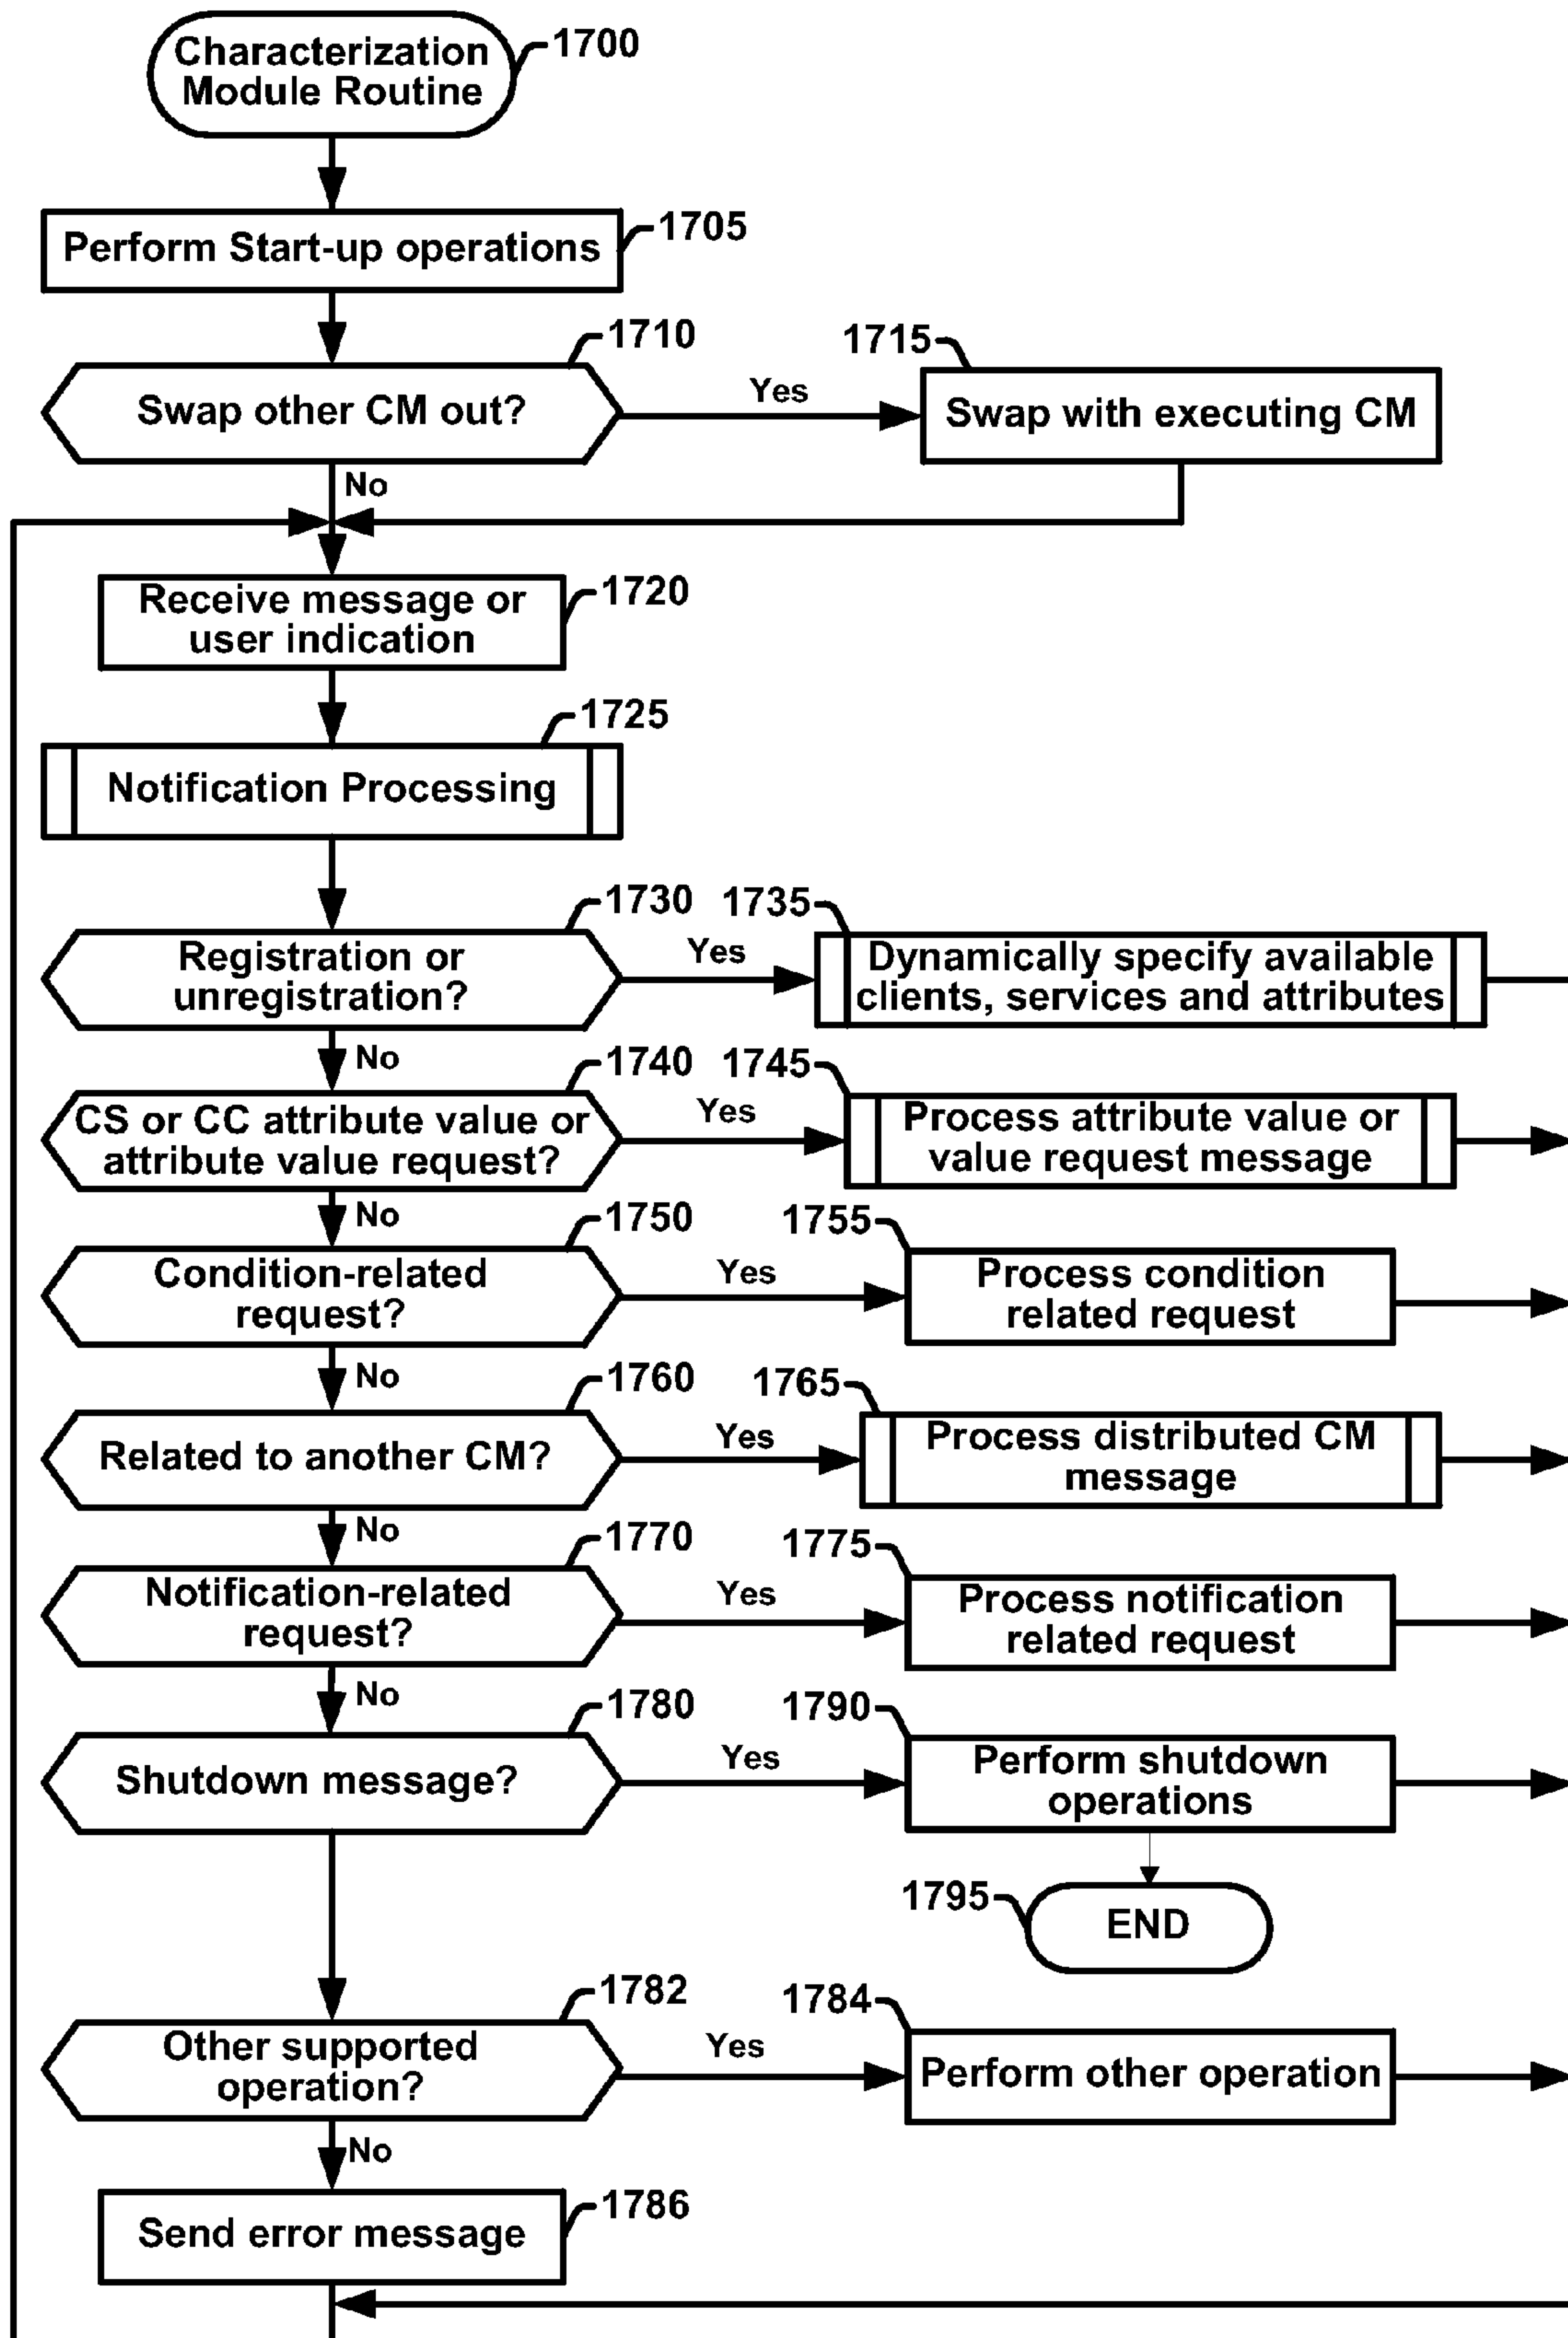 Characterization
Module Routine
1700
Perform Start-up operations
1705
1710
Swap other CM out?
Yes
1715
Swap with executing CM
No
Receive message or
user indication
1720
1725
Notification Processing
1730
Registration or
unregistration?
Yes
1735
Dynamically specify available
clients, services and attributes
No
1740
CS or CC attribute value or
attribute value request?
Yes
1745
Process attribute value or
value request message
No
1750
Condition-related
request?
Yes
1755
Process condition
related request
No
1760
Related to another CM?
Yes
1765
Process distributed CM
message
No
1770
Notification-related
request?
Yes
1775
Process notification
related request
No
1780
Shutdown message?
Yes
1790
Perform shutdown
operations
1795
END
1782
Other supported
operation?
Yes
1784
Perform other operation
No
1786
Send error message